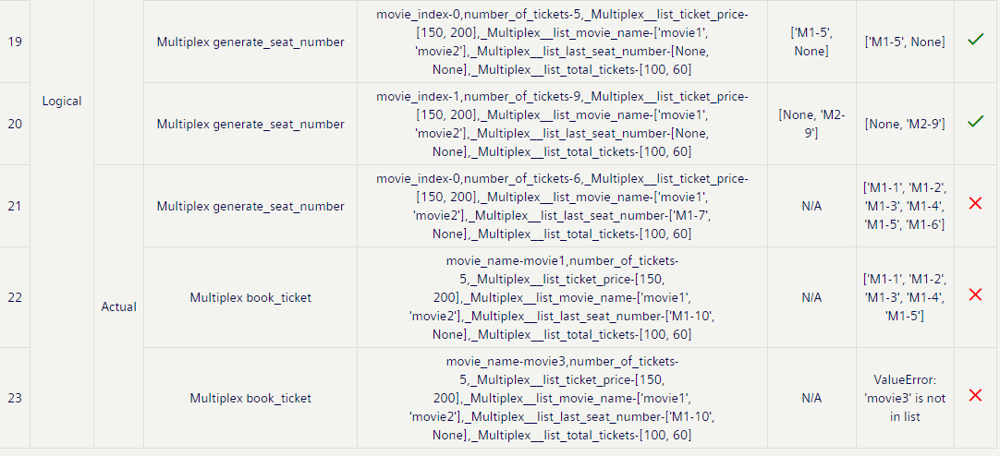 19
Logical
Multiplex generate_seat_number
movie_index-0,number_of_tickets-5,_Multiplex__list_ticket_price-
[150, 200],_Multiplex__list_movie_name-['movie1',
'movie2'],_Multiplex__list_last_seat_number-[None,
None],_Multiplex__list_total_tickets-[100, 60]
['M1-5',
None]
['M1-5', None]
20
Multiplex generate_seat_number
movie_index-1,number_of_tickets-9,_Multiplex__list_ticket_price-
[150, 200],_Multiplex__list_movie_name-['movie1',
'movie2'],_Multiplex__list_last_seat_number-[None,
None],_Multiplex__list_total_tickets-[100, 60]
[None, 'M2-
9']
[None, 'M2-9']
21
Actual
Multiplex generate_seat_number
movie_index-0,number_of_tickets-6,_Multiplex__list_ticket_price-
[150, 200],_Multiplex__list_movie_name-['movie1',
'movie2'],_Multiplex__list_last_seat_number-['M1-7',
None],_Multiplex__list_total_tickets-[100, 60]
N/A
['M1-1', 'M1-2',
'M1-3', 'M1-4',
'M1-5', 'M1-6']
22
Multiplex book_ticket
movie_name-movie1,number_of_tickets-
5,_Multiplex__list_ticket_price-[150,
200],_Multiplex__list_movie_name-['movie1',
'movie2'],_Multiplex__list_last_seat_number-['M1-10',
None],_Multiplex__list_total_tickets-[100, 60]
N/A
['M1-1', 'M1-2',
'M1-3', 'M1-4',
'M1-5']
23
Multiplex book_ticket
movie_name-movie3,number_of_tickets-
5,_Multiplex__list_ticket_price-[150,
200],_Multiplex__list_movie_name-['movie1',
'movie2'],_Multiplex__list_last_seat_number-['M1-10',
None],_Multiplex__list_total_tickets-[100, 60]
N/A
ValueError:
'movie3' is not
in list